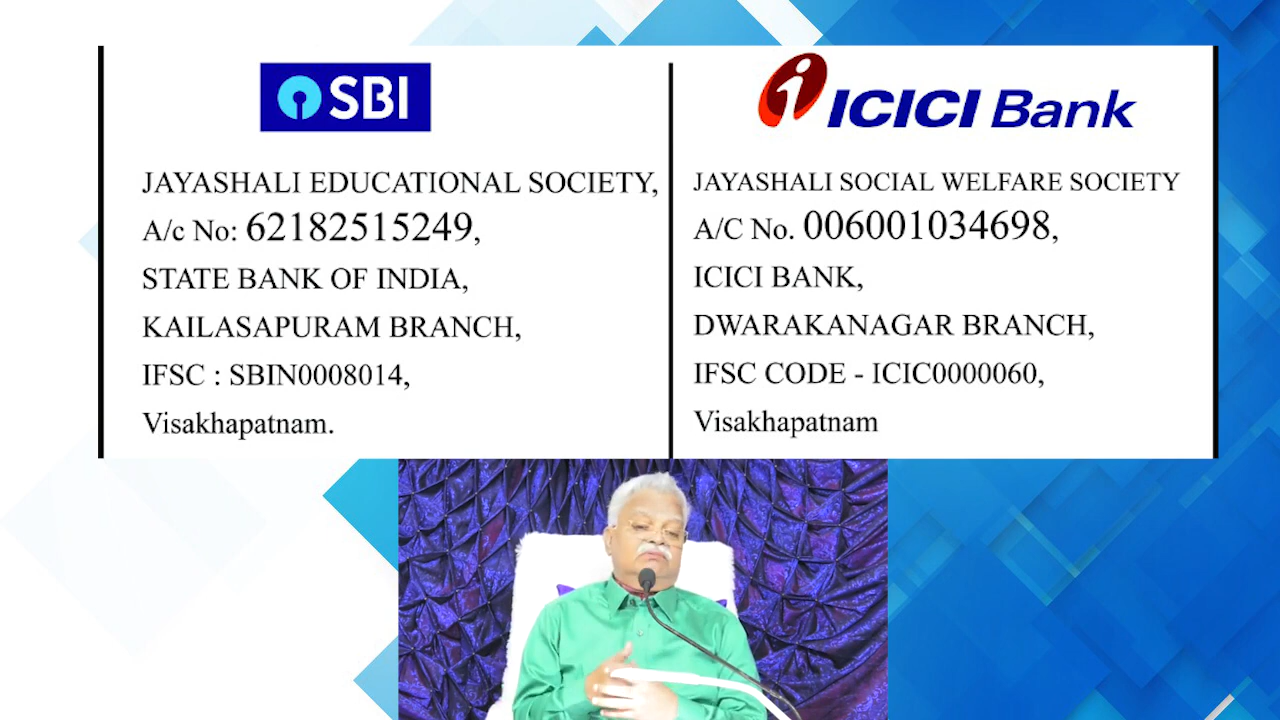 SBI
JAYASHALI EDUCATIONAL SOCIETY,
A/c No: 62182515249,
STATE BANK OF INDIA,
KAILASAPURAM BRANCH,
IFSC : SBIN0008014,
Visakhapatnam.
ICICI Bank
JAYASHALI SOCIAL WELFARE SOCIETY
A/C No. 006001034698,
ICICI BANK,
DWARAKANAGAR BRANCH,
IFSC CODE - ICIC0000060,
Visakhapatnam